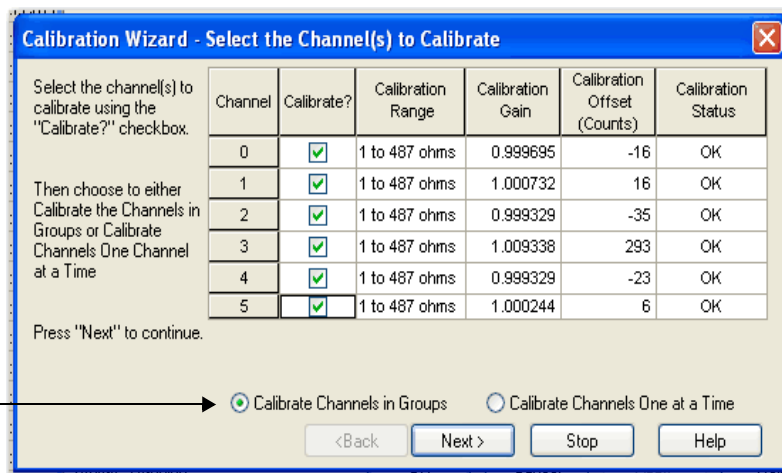 Calibration Wizard - Select the Channel(s) to Calibrate
Select the channel(s) to
calibrate using the
"Calibrate?" checkbox.
Then choose to either
Calibrate the Channels in
Groups or Calibrate
Channels One Channel
at a Time
Press "Next" to continue.
Channel Calibrate? Calibration Range Calibration Gain Calibration Offset (Counts) Calibration Status
0 1 to 487 ohms 0.999695 -16 OK
1 1 to 487 ohms 1.000732 16 OK
2 1 to 487 ohms 0.999329 -35 OK
3 1 to 487 ohms 1.009338 293 OK
4 1 to 487 ohms 0.999329 -23 OK
5 1 to 487 ohms 1.000244 6 OK
Calibrate Channels in Groups Calibrate Channels One at a Time
<Back Next > Stop Help